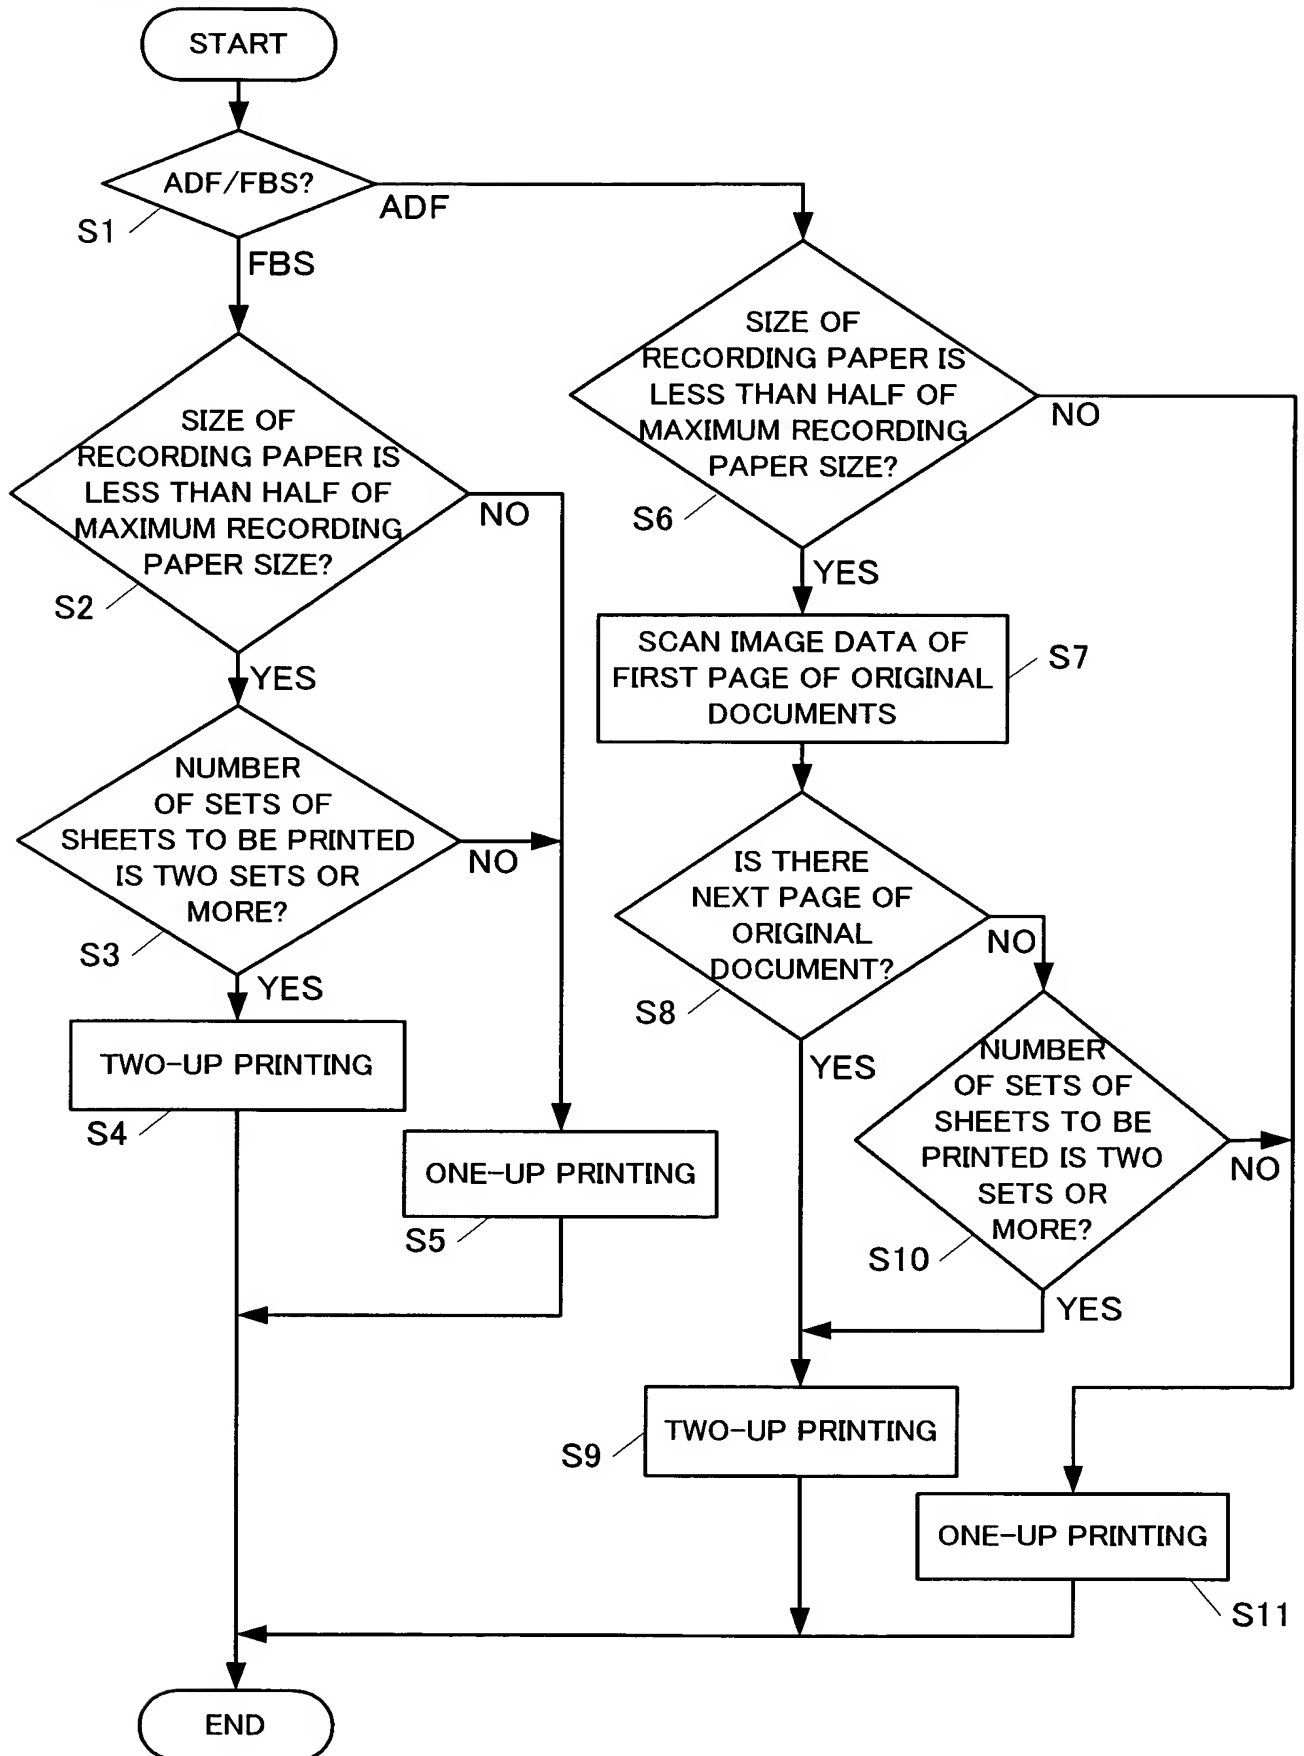 START
ADF/FBS?
S1
ADF
FBS
SIZE OF
RECORDING PAPER IS
LESS THAN HALF OF
MAXIMUM RECORDING
PAPER SIZE?
S2
NO
YES
NUMBER
OF SETS OF
SHEETS TO BE PRINTED
IS TWO SETS OR
MORE?
S3
NO
YES
TWO-UP PRINTING
S4
ONE-UP PRINTING
S5
SIZE OF
RECORDING PAPER IS
LESS THAN HALF OF
MAXIMUM RECORDING
PAPER SIZE?
S6
NO
YES
SCAN IMAGE DATA OF
FIRST PAGE OF ORIGINAL
DOCUMENTS
S7
IS THERE
NEXT PAGE OF
ORIGINAL
DOCUMENT?
S8
NO
YES
NUMBER
OF SETS OF
SHEETS TO BE
PRINTED IS TWO
SETS OR
MORE?
S10
NO
YES
TWO-UP PRINTING
S9
ONE-UP PRINTING
S11
END